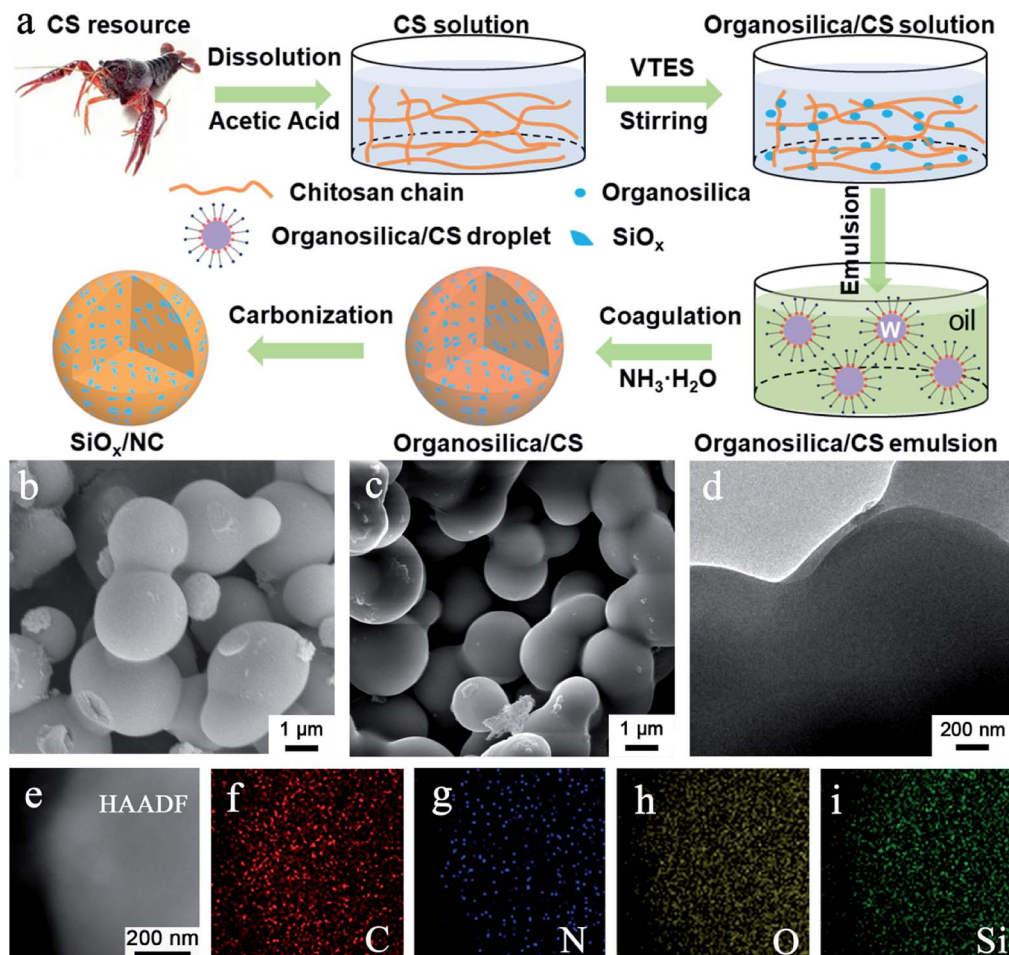 a
CS resource
CS solution
Organosilica/CS solution
Dissolution
Acetic Acid
VTES
Stirring
Chitosan chain
Organosilica
Organosilica/CS droplet
SiOₓ
Emulsion
W
oil
Carbonization
Coagulation
NH₃·H₂O
SiOₓ/NC
Organosilica/CS
Organosilica/CS emulsion
b
1 μm
c
1 μm
d
200 nm
e
HAADF
200 nm
f
C
g
N
h
O
i
Si